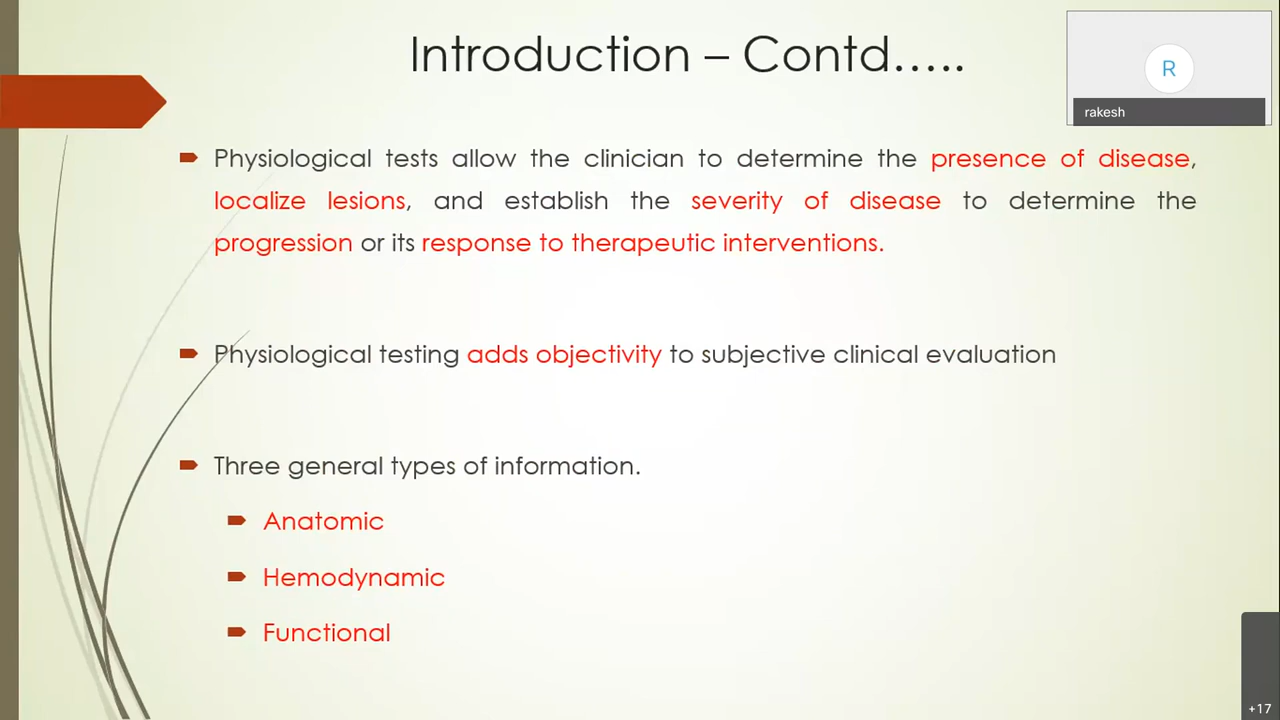 Introduction – Contd…..
R
rakesh
Physiological tests allow the clinician to determine the presence of disease,
localize lesions, and establish the severity of disease to determine the
progression or its response to therapeutic interventions.
Physiological testing adds objectivity to subjective clinical evaluation
Three general types of information.
Anatomic
Hemodynamic
Functional
+17